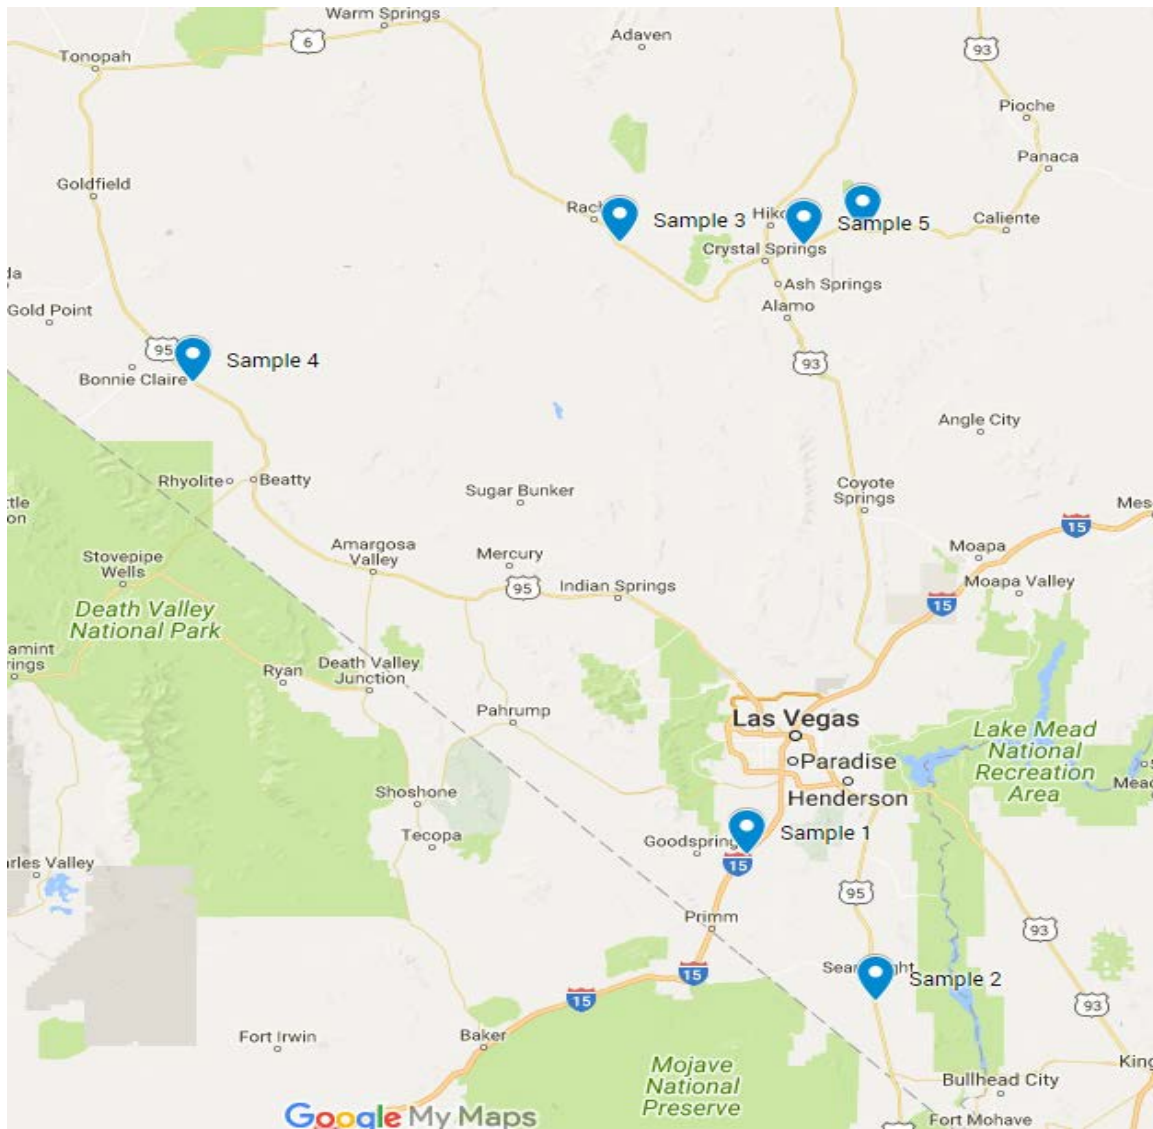 Warm Springs
Adaven
6
93
Tonopah
Pioche
Panaca
Goldfield
Sample 3
Sample 5
Caliente
Crystal Springs
Ash Springs
Gold Point
Alamo
95
Sample 4
93
Bonnie Claire
Angle City
Rhyolite
Beatty
Sugar Bunker
Coyote
Springs
15
Amargosa
Valley
Mercury
Moapa
Stovepipe
Wells
95
Indian Springs
Moapa Valley
15
Death Valley
National Park
Ryan
Death Valley
Junction
Pahrump
Las Vegas
Lake Mead
National
Recreation
Area
Paradise
Henderson
Shoshone
Tecopa
Goodspring
Sample 1
15
95
Primm
93
15
Sample 2
15
93
Fort Irwin
Baker
Mojave
National
Preserve
Bullhead City
Fort Mohave
95
Google My Maps